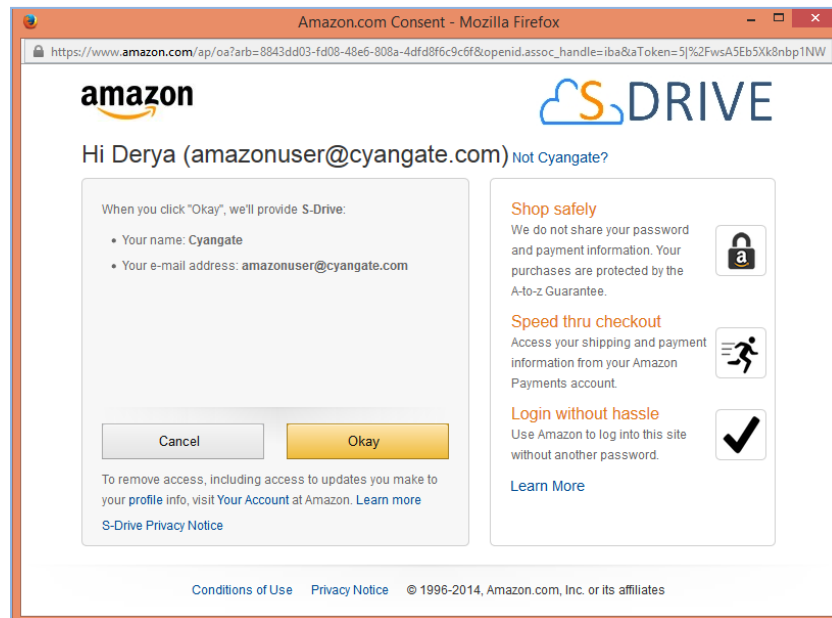 Amazon.com Consent - Mozilla Firefox
https://www.amazon.com/ap/oa?arb=8843dd03-fd08-48e6-808a-4dfd8f6c9c6f&openid.assoc_handle=iba&aToken=5|%2FwsA5Eb5Xk8nbp1NW
amazon
S-DRIVE
Hi Derya (amazonuser@cyangate.com) Not Cyangate?
When you click "Okay", we'll provide S-Drive:
• Your name: Cyangate
• Your e-mail address: amazonuser@cyangate.com
Cancel
Okay
To remove access, including access to updates you make to
your profile info, visit Your Account at Amazon. Learn more
S-Drive Privacy Notice
Shop safely
We do not share your password
and payment information. Your
purchases are protected by the
A-to-z Guarantee.
a
Speed thru checkout
Access your shipping and payment
information from your Amazon
Payments account.
Login without hassle
Use Amazon to log into this site
without another password.
Learn More
Conditions of Use Privacy Notice © 1996-2014, Amazon.com, Inc. or its affiliates